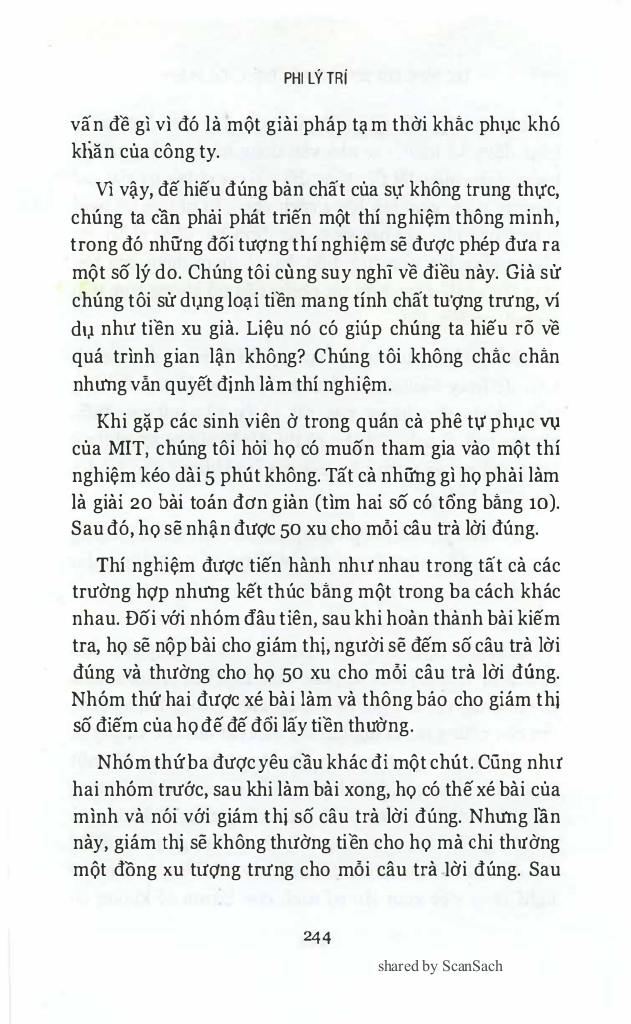 PHI LÝ TRÍ
vấn đề gì vì đó là một giải pháp tạm thời khắc phục khó
khăn của công ty.
Vì vậy, để hiểu đúng bản chất của sự không trung thực,
chúng ta cần phải phát triển một thí nghiệm thông minh,
trong đó những đối tượng thí nghiệm sẽ được phép đưa ra
một số lý do. Chúng tôi cùng suy nghĩ về điều này. Giả sử
chúng tôi sử dụng loại tiền mang tính chất tượng trưng, ví
dụ như tiền xu giả. Liệu nó có giúp chúng ta hiểu rõ về
quá trình gian lận không? Chúng tôi không chắc chắn
nhưng vẫn quyết định làm thí nghiệm.
Khi gặp các sinh viên ở trong quán cà phê tự phục vụ
của MIT, chúng tôi hỏi họ có muốn tham gia vào một thí
nghiệm kéo dài 5 phút không. Tất cả những gì họ phải làm
là giải 20 bài toán đơn giản (tìm hai số có tổng bằng 10).
Sau đó, họ sẽ nhận được 50 xu cho mỗi câu trả lời đúng.
Thí nghiệm được tiến hành như nhau trong tất cả các
trường hợp nhưng kết thúc bằng một trong ba cách khác
nhau. Đối với nhóm đầu tiên, sau khi hoàn thành bài kiểm
tra, họ sẽ nộp bài cho giám thị, người sẽ đếm số câu trả lời
đúng và thưởng cho họ 50 xu cho mỗi câu trả lời đúng.
Nhóm thứ hai được xé bài làm và thông báo cho giám thị
số điểm của họ để để đổi lấy tiền thưởng.
Nhóm thứ ba được yêu cầu khác đi một chút. Cũng như
hai nhóm trước, sau khi làm bài xong, họ có thể xé bài của
mình và nói với giám thị số câu trả lời đúng. Nhưng lần
này, giám thị sẽ không thưởng tiền cho họ mà chỉ thưởng
một đồng xu tượng trưng cho mỗi câu trả lời đúng. Sau
244
shared by ScanSach